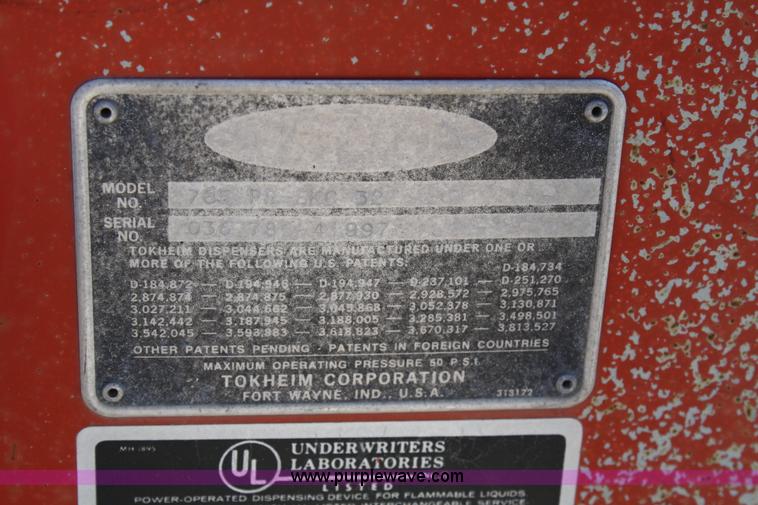 MODEL
NO.
SERIAL
NO.
TOKHEIM DISPENSERS ARE MANUFACTURED UNDER ONE OR
MORE OF THE FOLLOWING U.S. PATENTS:
D-184,734
D-184,872 — D-194,946 — D-194,947 — D-237,101 — D-251,270
2,874,874 — 2,874,875 — 2,877,930 — 2,928,572 — 2,975,765
3,027,211 — 3,044,662 — 3,045,868 — 3,052,378 — 3,130,871
3,142,442 — 3,187,945 — 3,188,005 — 3,285,381 — 3,498,501
3,542,045 — 3,593,983 — 3,618,823 — 3,670,317 — 3,813,527
OTHER PATENTS PENDING - PATENTS IN FOREIGN COUNTRIES
MAXIMUM OPERATING PRESSURE 50 P.S.I.
TOKHEIM CORPORATION
FORT WAYNE, IND., U.S.A.
313172
UL
UNDERWRITERS
LABORATORIES
LISTED
www.purplewave.com
POWER-OPERATED DISPENSING DEVICE FOR FLAMMABLE LIQUIDS
INTERCHANGEABLE SERVICE